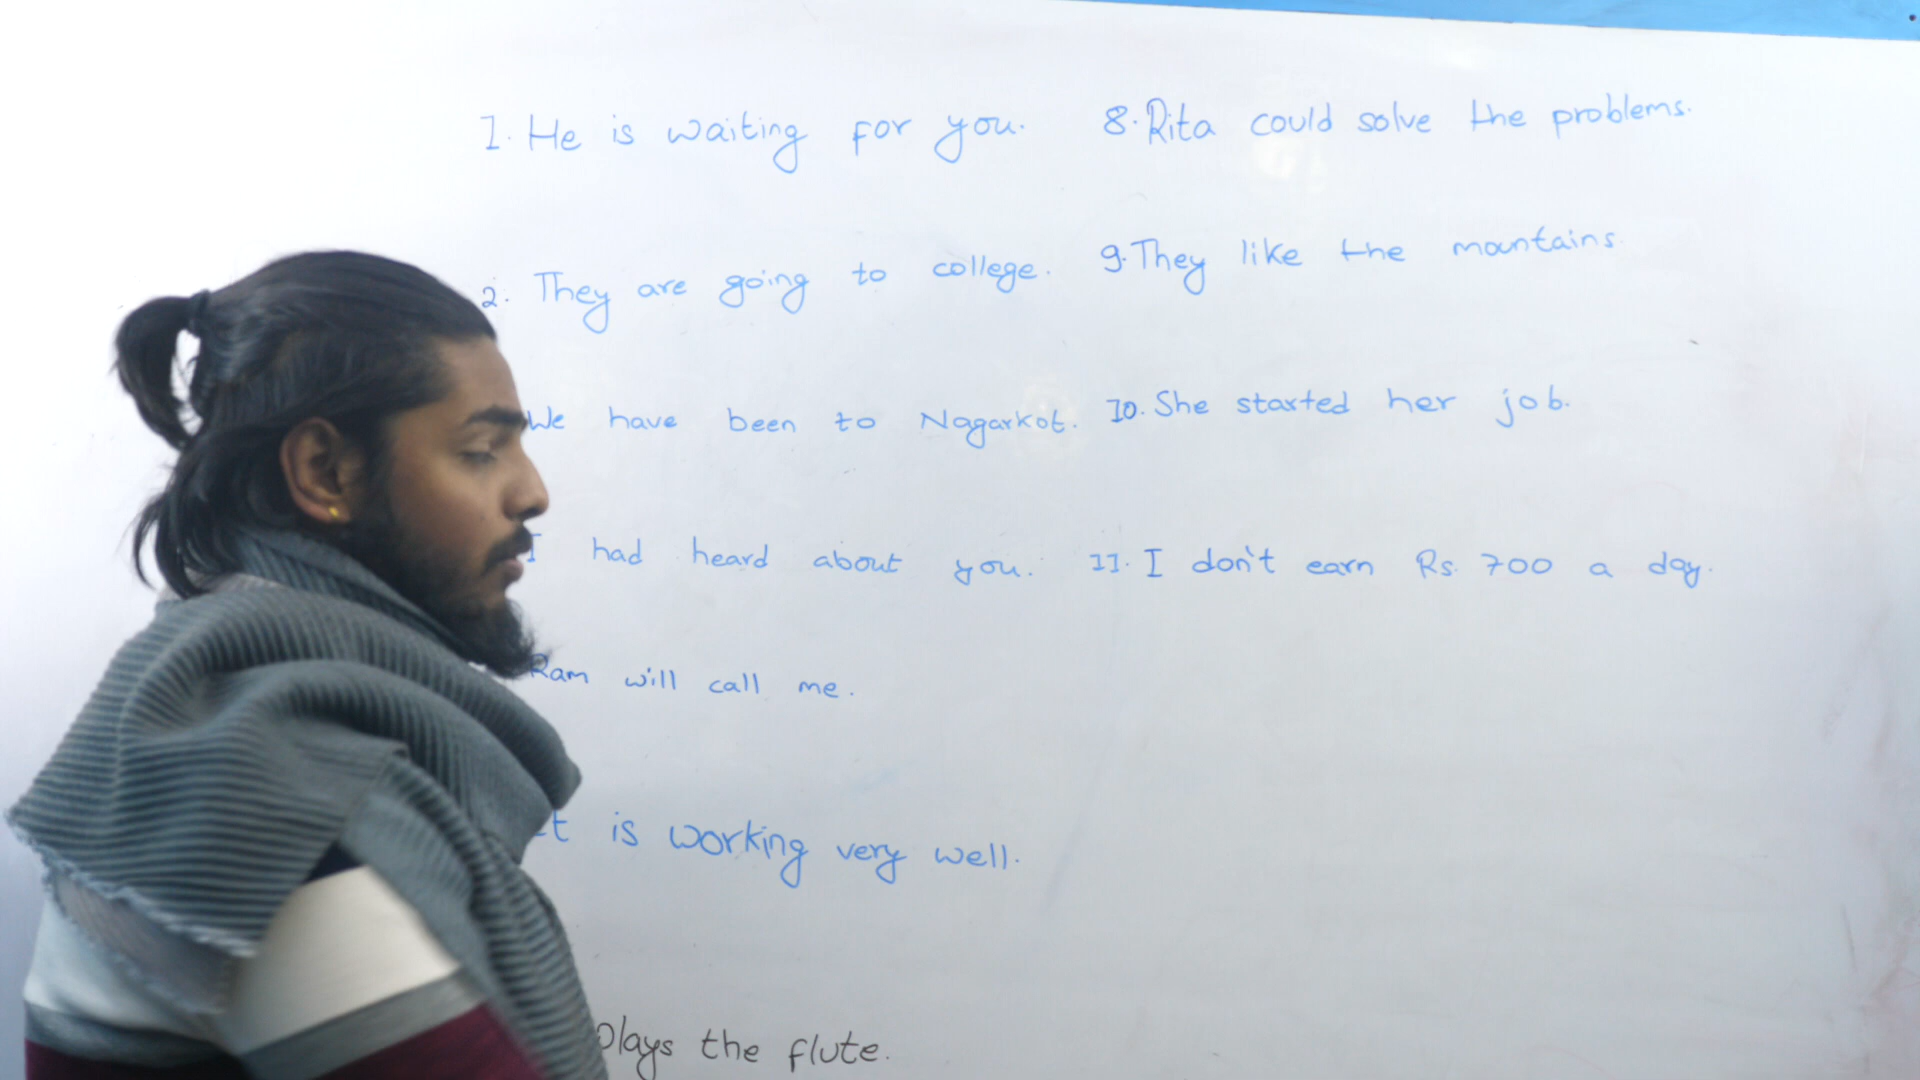 1. He is waiting for you.
2. They are going to college.
We have been to Nagarkot.
I had heard about you.
Ram will call me.
is working very well.
plays the flute.
8. Rita could solve the problems.
9. They like the mountains.
10. She started her job.
11. I don't earn Rs. 700 a day.